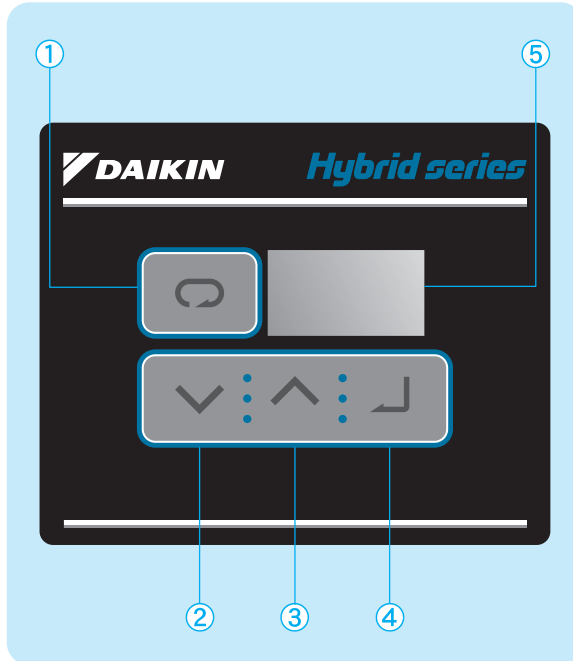 ① ⑤
DAIKIN Hybrid series
② ③ ④